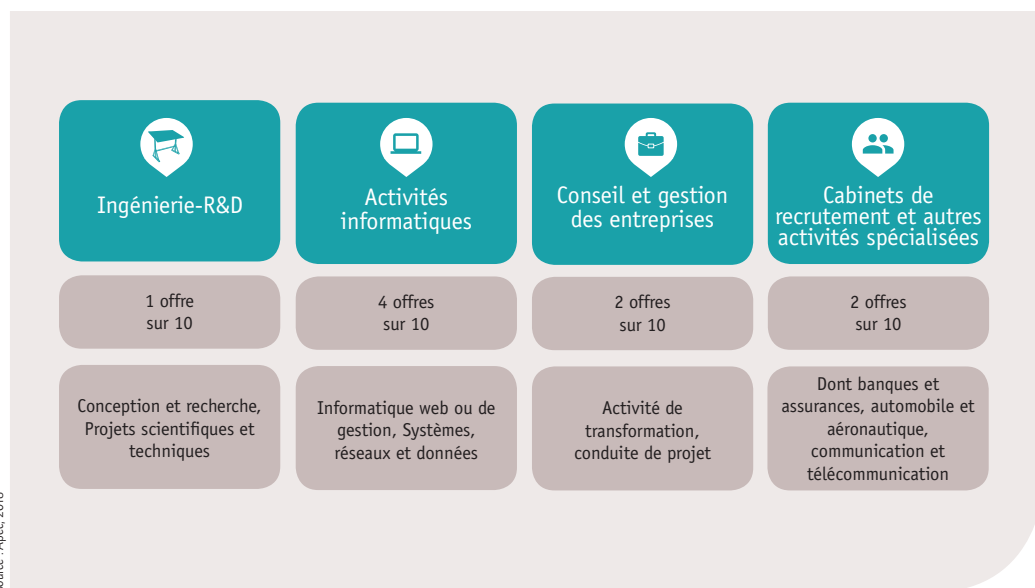 Ingénierie-R&D
Activités
informatiques
Conseil et gestion
des entreprises
Cabinets de
recrutement et autres
activités spécialisées
1 offre
sur 10
4 offres
sur 10
2 offres
sur 10
2 offres
sur 10
Conception et recherche,
Projets scientifiques et
techniques
Informatique web ou de
gestion, Systèmes,
réseaux et données
Activité de
transformation,
conduite de projet
Dont banques et
assurances, automobile et
aéronautique,
communication et
télécommunication